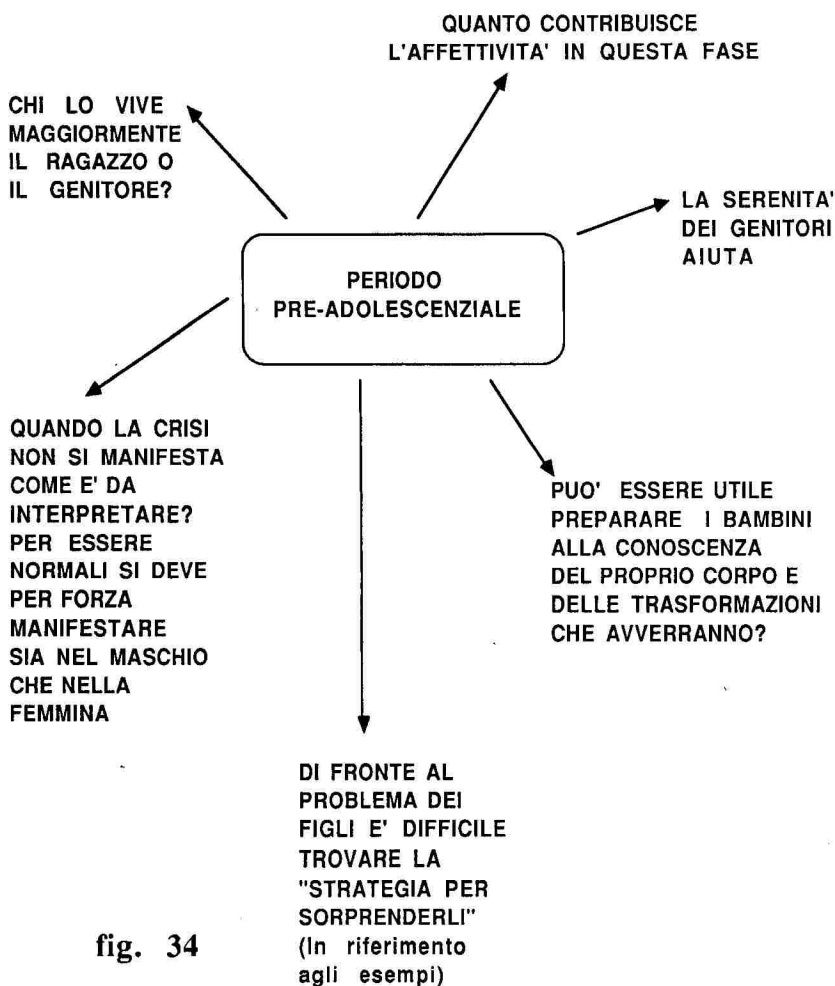 QUANTO CONTRIBUISCE
L'AFFETTIVITA' IN QUESTA FASE
CHI LO VIVE
MAGGIORMENTE
IL RAGAZZO O
IL GENITORE?
LA SERENITA'
DEI GENITORI
AIUTA
PERIODO
PRE-ADOLESCENZIALE
QUANDO LA CRISI
NON SI MANIFESTA
COME E' DA
INTERPRETARE?
PER ESSERE
NORMALI SI DEVE
PER FORZA
MANIFESTARE
SIA NEL MASCHIO
CHE NELLA
FEMMINA
PUO' ESSERE UTILE
PREPARARE I BAMBINI
ALLA CONOSCENZA
DEL PROPRIO CORPO E
DELLE TRASFORMAZIONI
CHE AVVERRANNO?
DI FRONTE AL
PROBLEMA DEI
FIGLI E' DIFFICILE
TROVARE LA
"STRATEGIA PER
SORPRENDERLI"
(In riferimento
agli esempi)
fig. 34